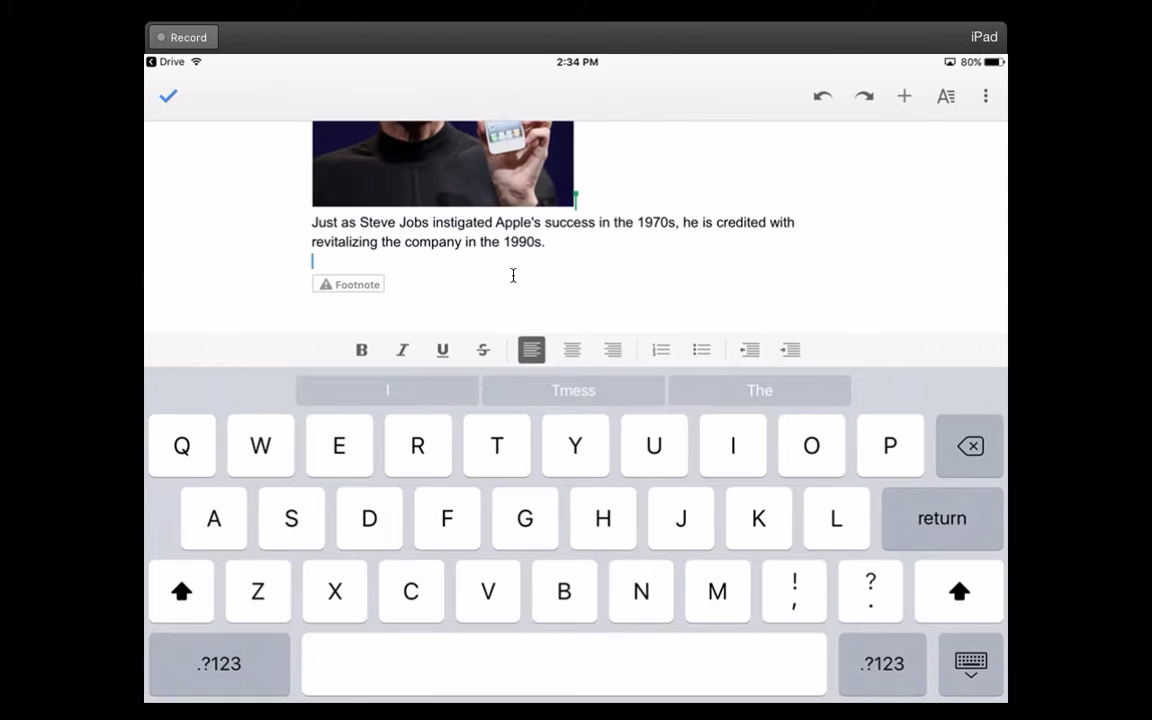 Record
iPad
Drive
2:34 PM
80%
A
Just as Steve Jobs instigated Apple's success in the 1970s, he is credited with
revitalizing the company in the 1990s.
Footnote
B I U S
I Tmess The
Q W E R T Y U I O P
A S D F G H J K L return
Z X C V B N M ! , ? .
.?123 .?123